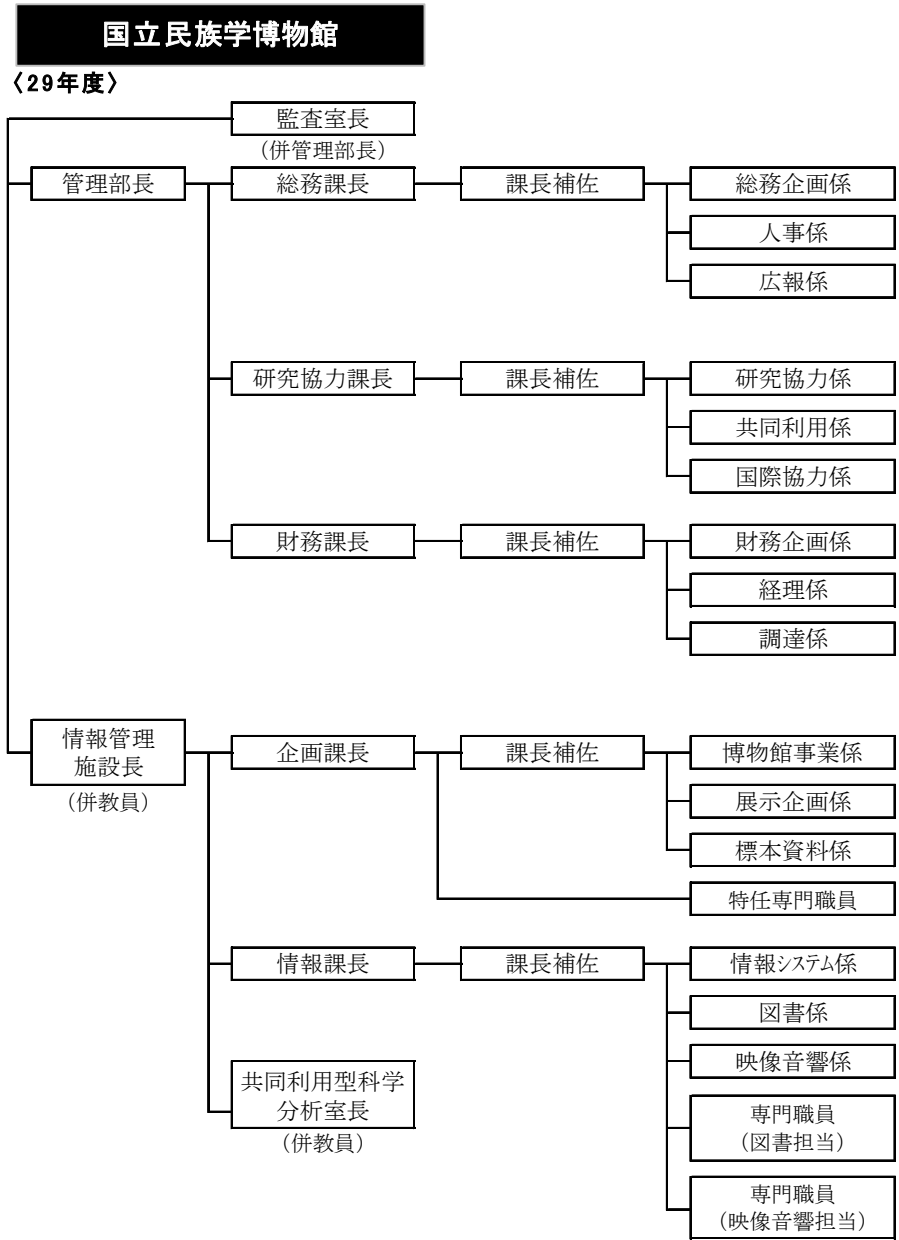 国立民族学博物館
〈29年度〉
監査室長
(併管理部長)
管理部長
総務課長
課長補佐
総務企画係
人事係
広報係
研究協力課長
課長補佐
研究協力係
共同利用係
国際協力係
財務課長
課長補佐
財務企画係
経理係
調達係
情報管理
施設長
(併教員)
企画課長
課長補佐
博物館事業係
展示企画係
標本資料係
特任専門職員
情報課長
課長補佐
情報システム係
図書係
映像音響係
専門職員
(図書担当)
専門職員
(映像音響担当)
共同利用型科学
分析室長
(併教員)